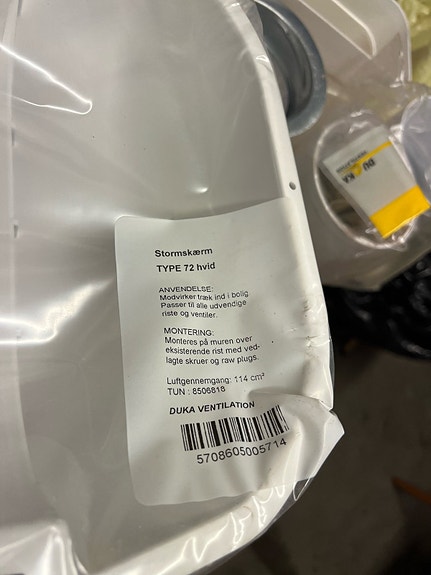 Stormskærm
TYPE 72 hvid
ANVENDELSE:
Modvirker træk ind i bolig
Passer til alle udvendige
riste og ventiler.
MONTERING:
Monteres på muren over
eksisterende rist med ved-
lagte skruer og raw plugs.
Luftgennemgang: 114 cm²
TUN : 8506818
DUKA VENTILATION
5708605005714
DUKA
VENTILATION